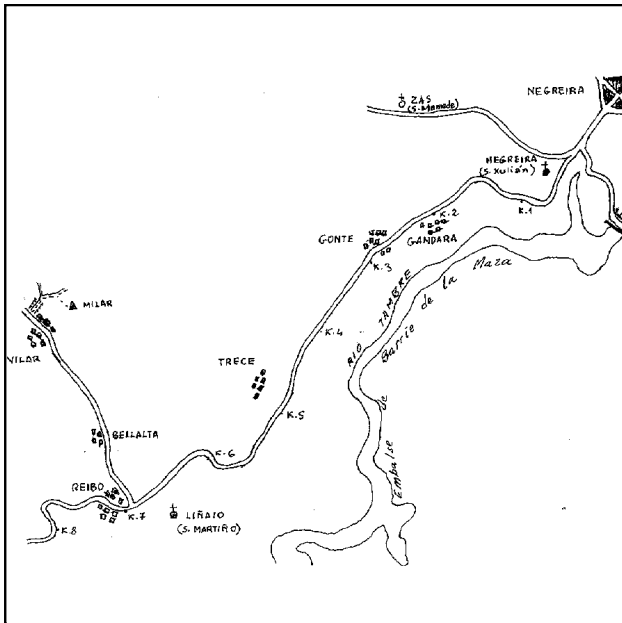 NEGREIRA
ZAS
(S. Mamede)
NEGREIRA
(S. Xulián)
K.1
K.2
GONTE
GANDARA
K.3
RIO TAMBRE
Embalse de Barrie de la Maza
MILAR
K.4
VILAR
TRECE
K.5
BELLALTA
K.6
REIBO
K.7
LIÑAIO
(S. MARTIÑO)
K.8